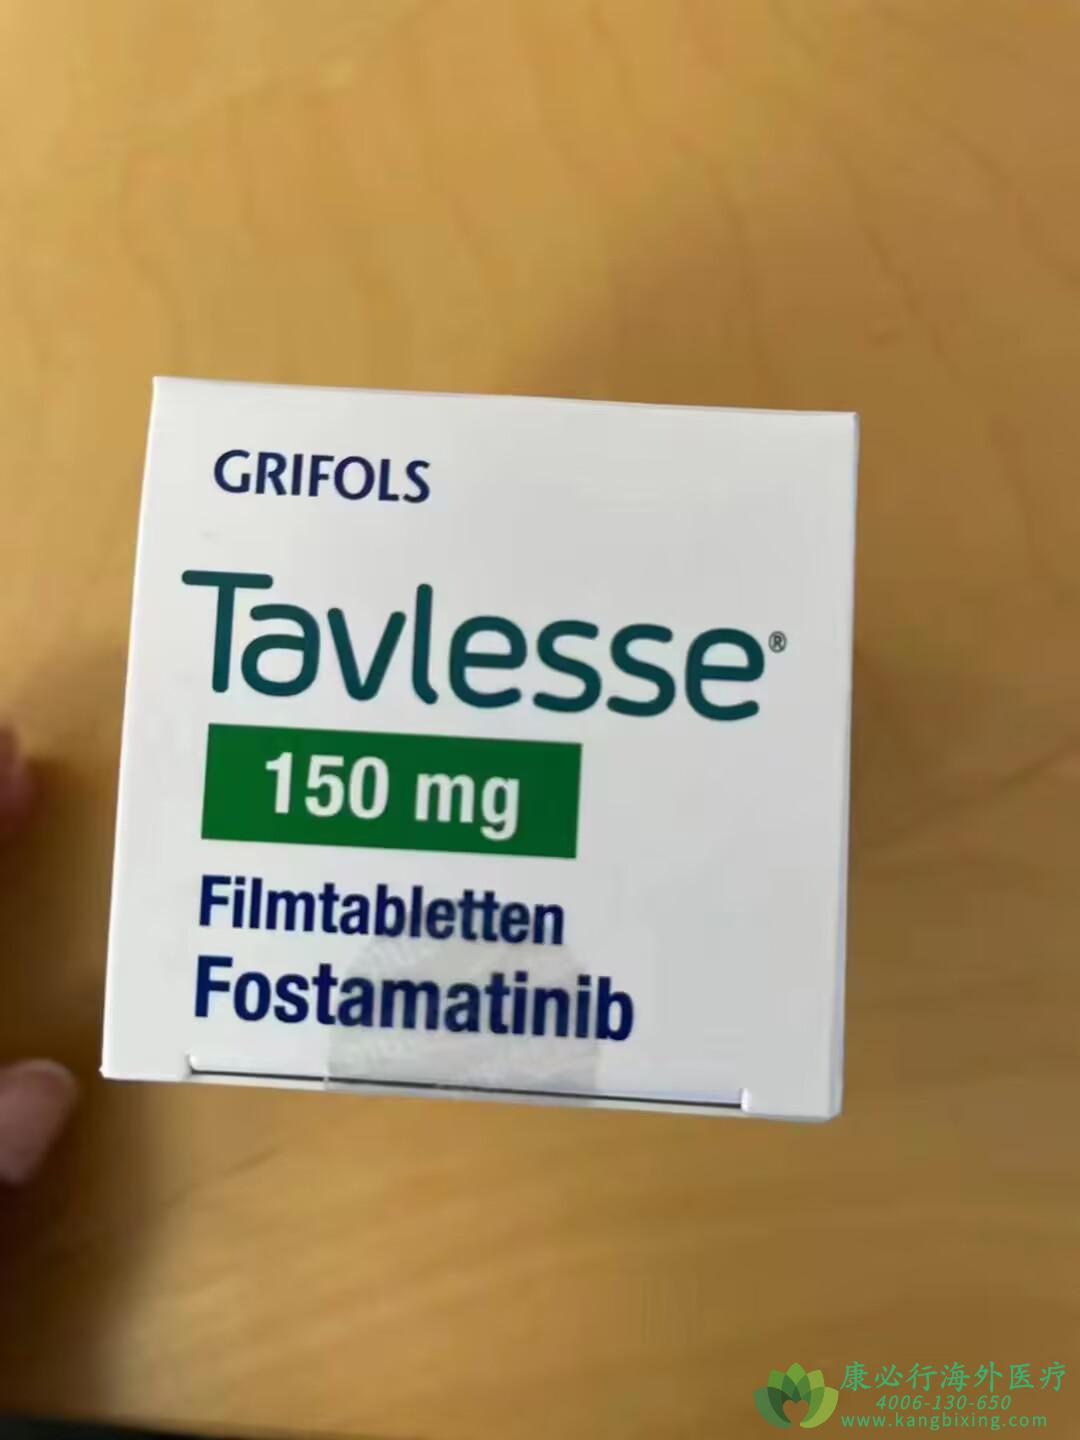 GRIFOLS
Tavlesse®
150 mg
Filmtabletten
Fostamatinib
康必行海外医疗
4006-130-650
www.kangbixing.com